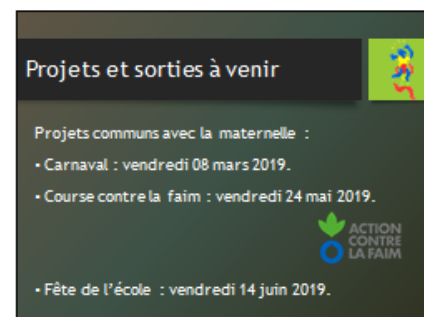 Projets et sorties à venir
Projets communs avec la maternelle :
• Carnaval : vendredi 08 mars 2019.
• Course contre la faim : vendredi 24 mai 2019.
ACTION
CONTRE
LA FAIM
• Fête de l'école : vendredi 14 juin 2019.